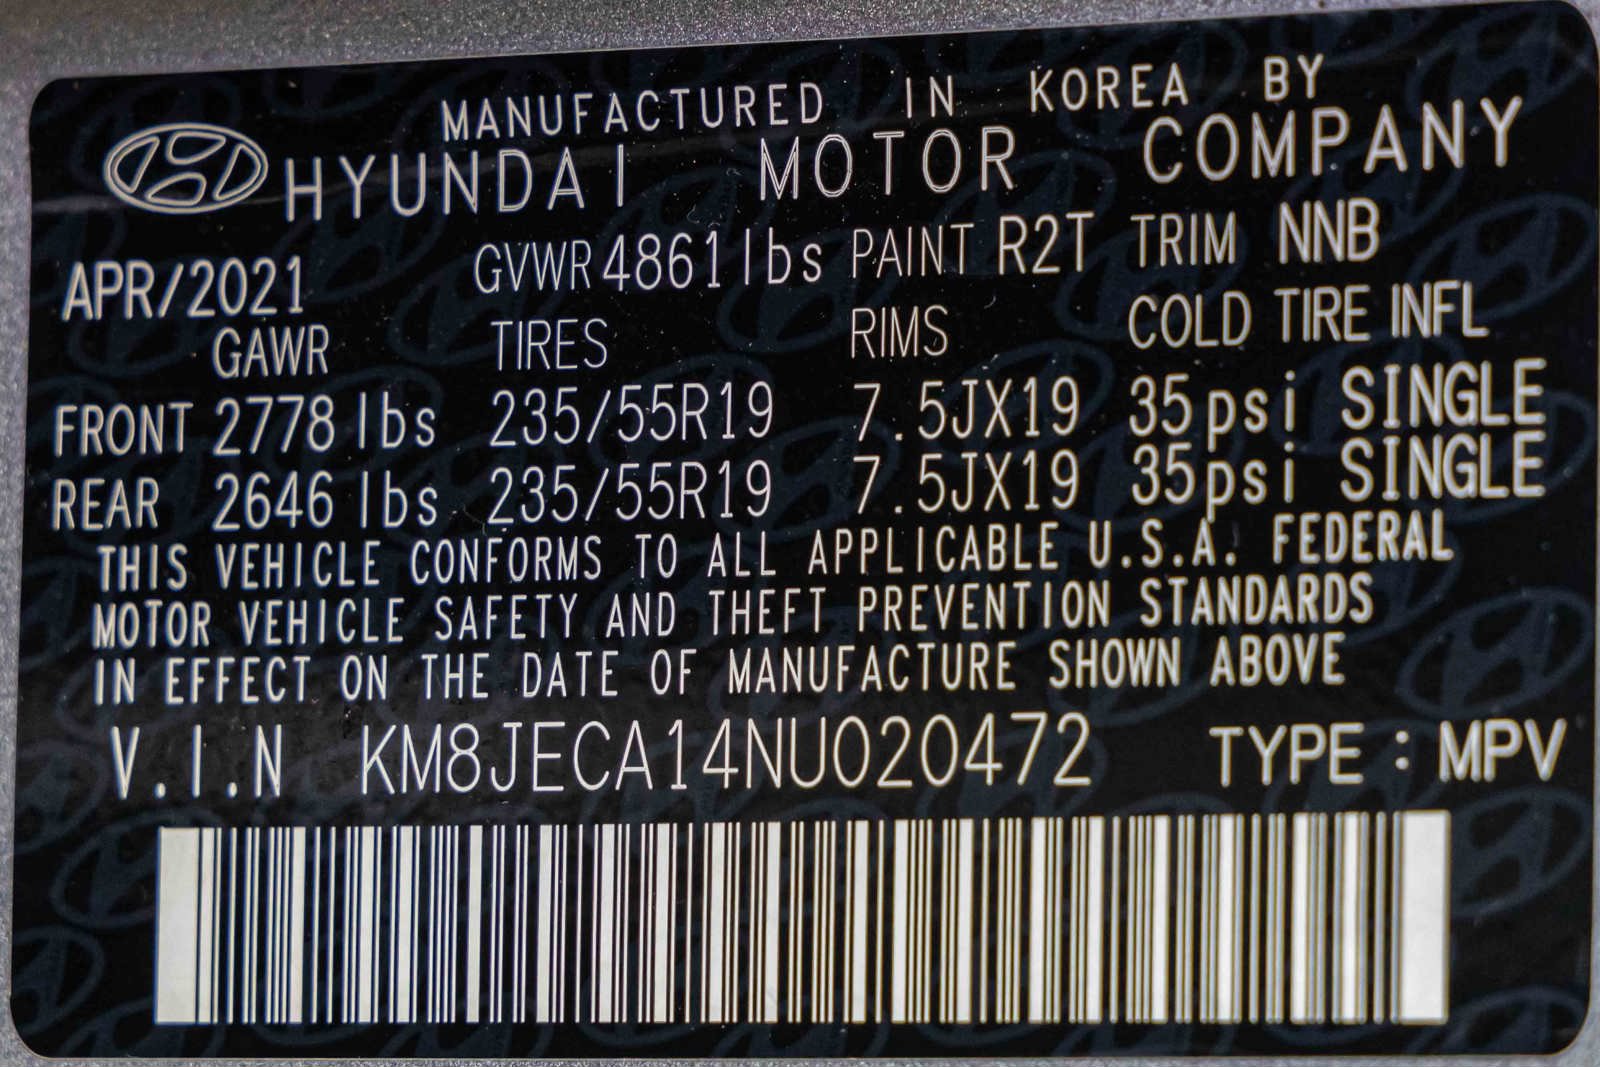 MANUFACTURED IN KOREA BY
HYUNDAI MOTOR COMPANY
APR/2021 GVWR 4861 lbs PAINT R2T TRIM NNB
GAWR TIRES RIMS COLD TIRE INFL
FRONT 2778 lbs 235/55R19 7.5JX19 35psi SINGLE
REAR 2646 lbs 235/55R19 7.5JX19 35psi SINGLE
THIS VEHICLE CONFORMS TO ALL APPLICABLE U.S.A. FEDERAL
MOTOR VEHICLE SAFETY AND THEFT PREVENTION STANDARDS
IN EFFECT ON THE DATE OF MANUFACTURE SHOWN ABOVE
V.I.N KM8JECA14NU020472 TYPE : MPV